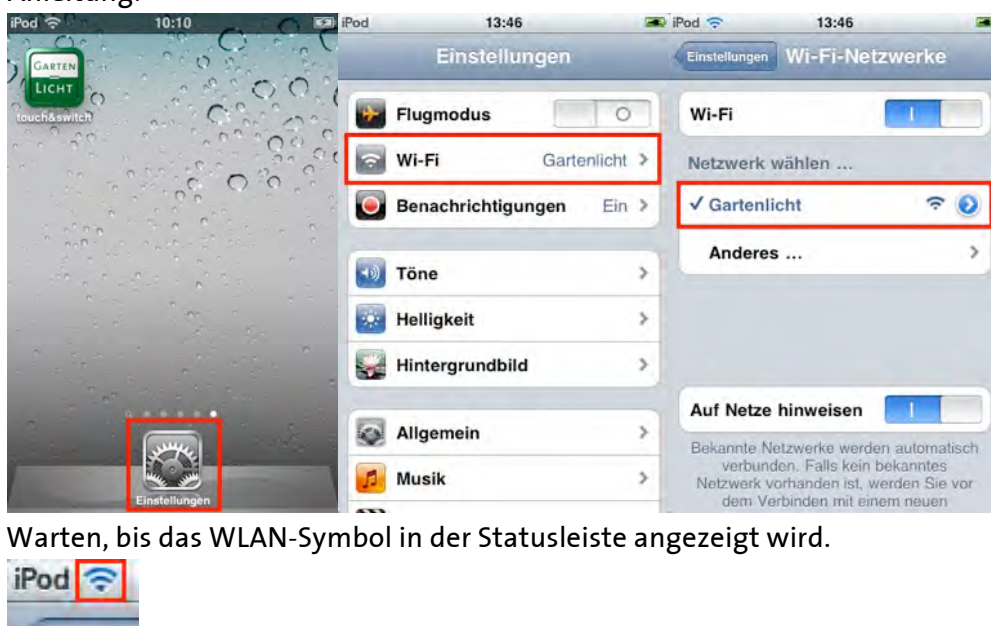 iPod 10:10
GARTEN
LICHT
touch&switch
Einstellungen
iPod 13:46
Einstellungen
Flugmodus
Wi-Fi Gartenlicht
Benachrichtigungen Ein
Töne
Helligkeit
Hintergrundbild
Allgemein
Musik
iPod 13:46
Einstellungen Wi-Fi-Netzwerke
Wi-Fi
Netzwerk wählen ...
✓ Gartenlicht
Anderes ...
Auf Netze hinweisen
Bekannte Netzwerke werden automatisch
verbunden. Falls kein bekanntes
Netzwerk vorhanden ist, werden Sie vor
dem Verbinden mit einem neuen
Warten, bis das WLAN-Symbol in der Statusleiste angezeigt wird.
iPod